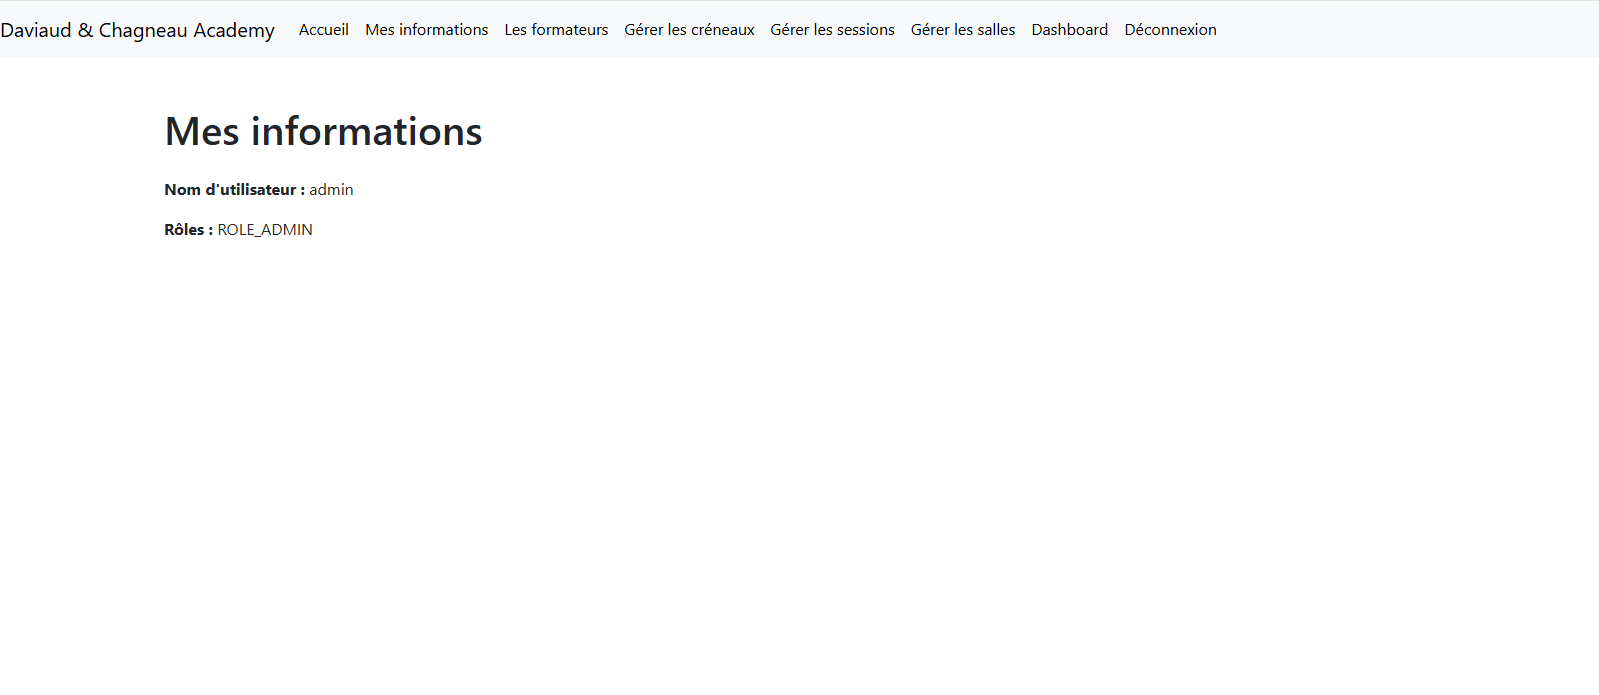 Daviaud & Chagneau Academy Accueil Mes informations Les formateurs Gérer les créneaux Gérer les sessions Gérer les salles Dashboard Déconnexion
Mes informations
Nom d'utilisateur : admin
Rôles : ROLE_ADMIN